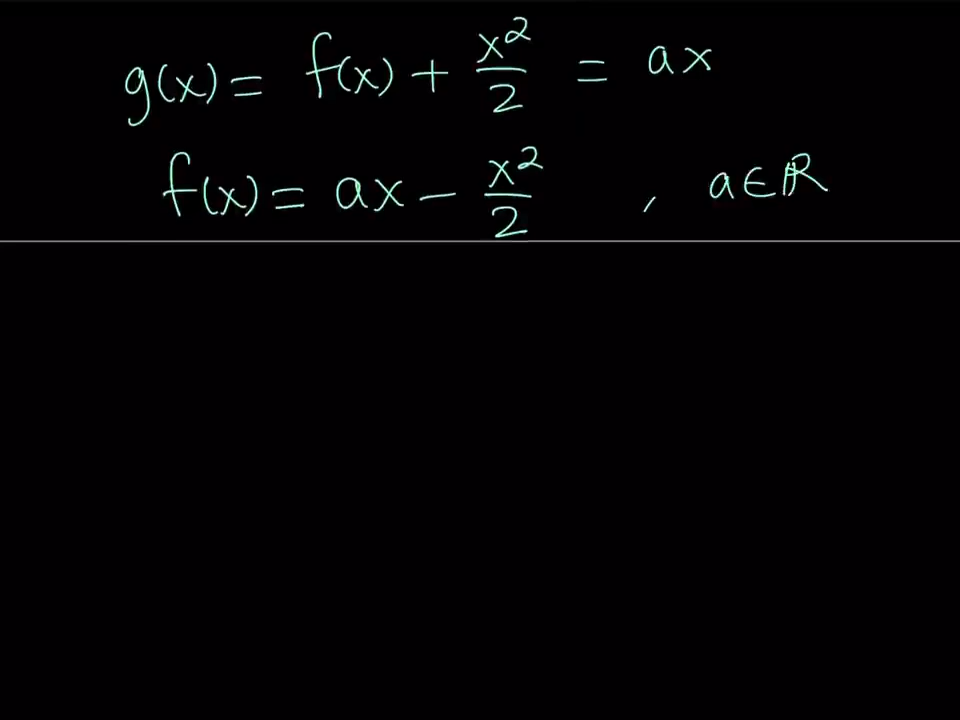 g(x) = f(x) + x²/2 = ax
f(x) = ax - x²/2 , a∈ℝ